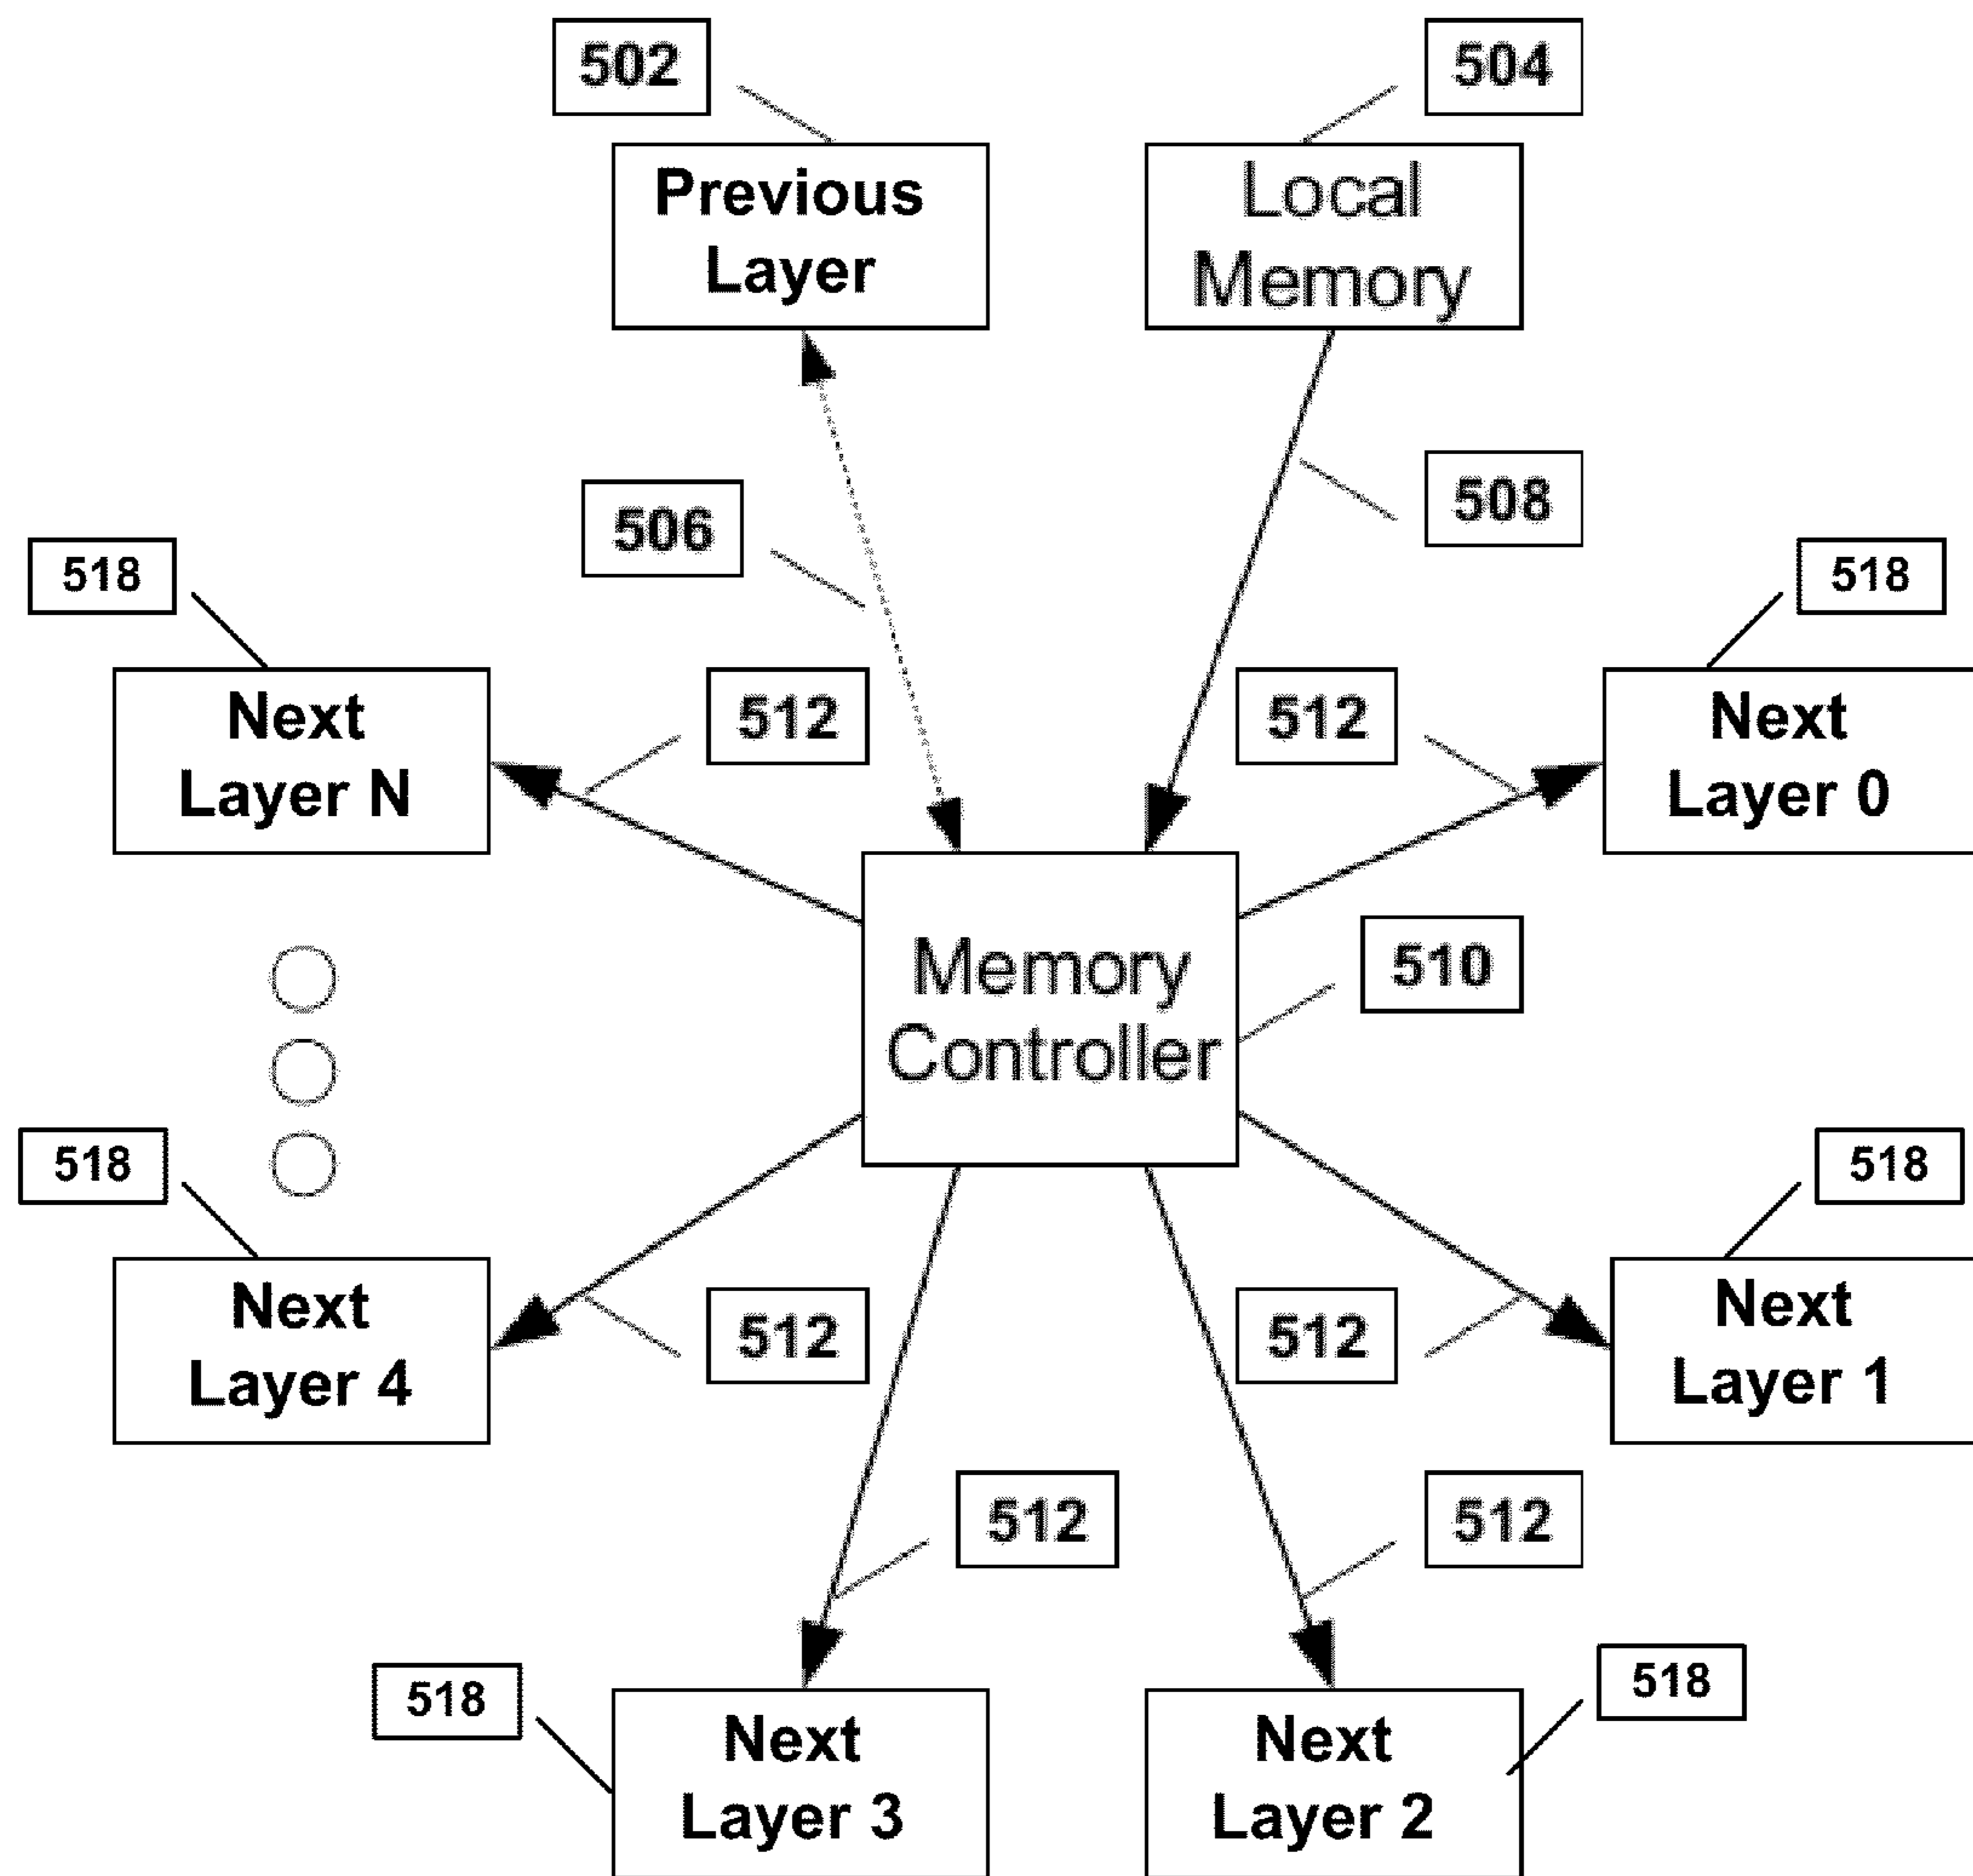 502
504
Previous
Layer
Local
Memory
506
508
518
518
512
512
Next
Layer N
Next
Layer 0
Memory
Controller
510
518
518
512
512
Next
Layer 4
Next
Layer 1
512
512
518
518
Next
Layer 3
Next
Layer 2